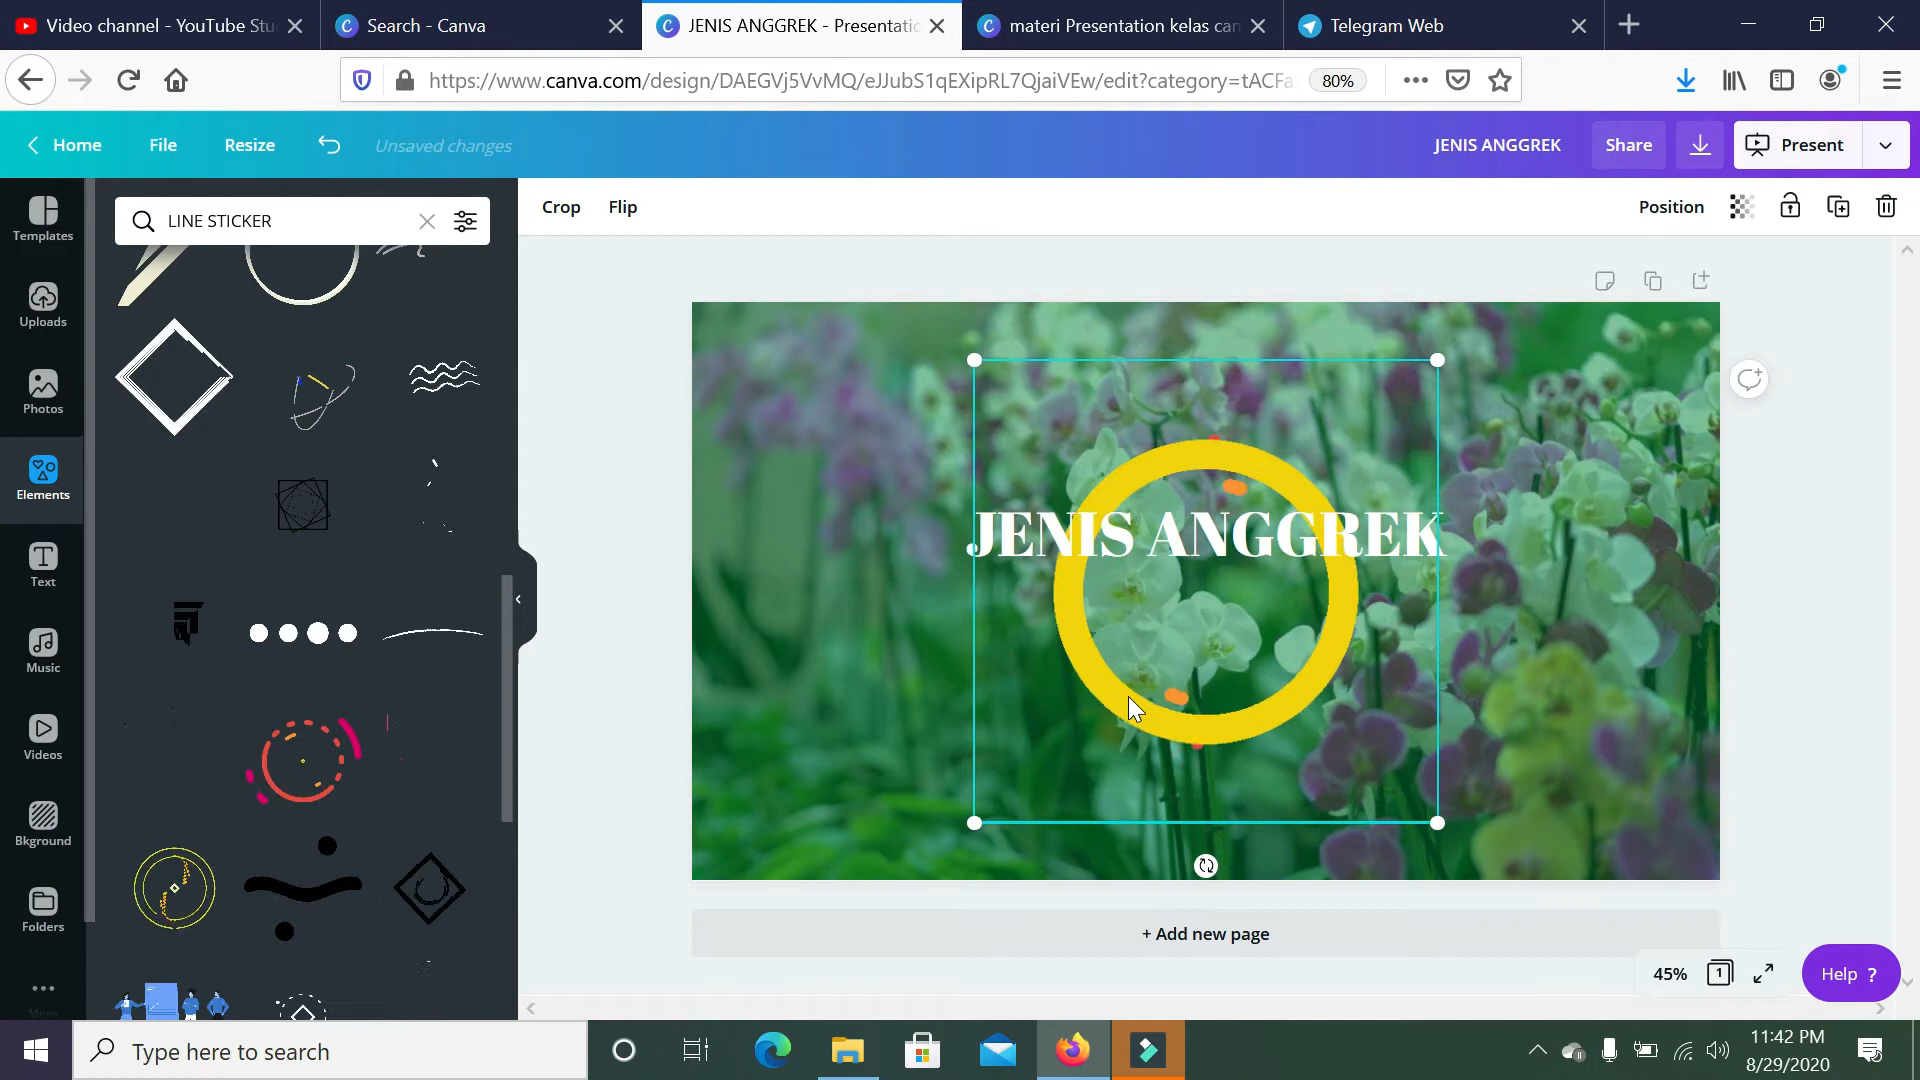 Video channel - YouTube Stu
Search - Canva
JENIS ANGGREK - Presentatio
materi Presentation kelas can
Telegram Web
https://www.canva.com/design/DAEGVj5VvMQ/eJJubS1qEXipRL7QjaiVEw/edit?category=tACFa
80%
Home
File
Resize
Unsaved changes
JENIS ANGGREK
Share
Present
Templates
LINE STICKER
Crop
Flip
Position
Uploads
Photos
Elements
Text
Music
Videos
Bkground
Folders
More
JENIS ANGGREK
+ Add new page
45%
1
Help ?
Type here to search
11:42 PM
8/29/2020